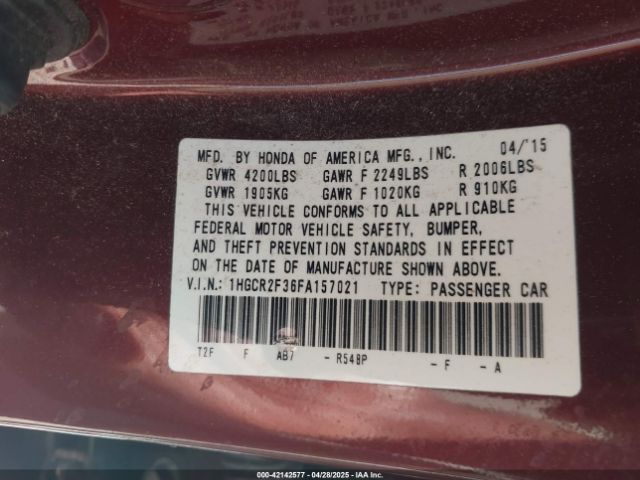 MFD. BY HONDA OF AMERICA MFG., INC. 04/'15
GVWR 4200LBS GAWR F 2249LBS R 2006LBS
GVWR 1905KG GAWR F 1020KG R 910KG
THIS VEHICLE CONFORMS TO ALL APPLICABLE
FEDERAL MOTOR VEHICLE SAFETY, BUMPER,
AND THEFT PREVENTION STANDARDS IN EFFECT
ON THE DATE OF MANUFACTURE SHOWN ABOVE.
V.I.N.: 1HGCR2F36FA157021 TYPE: PASSENGER CAR
T2F F AB7 - R548P - F - A
000-42142577 | 04/28/2025 | IAA Inc.